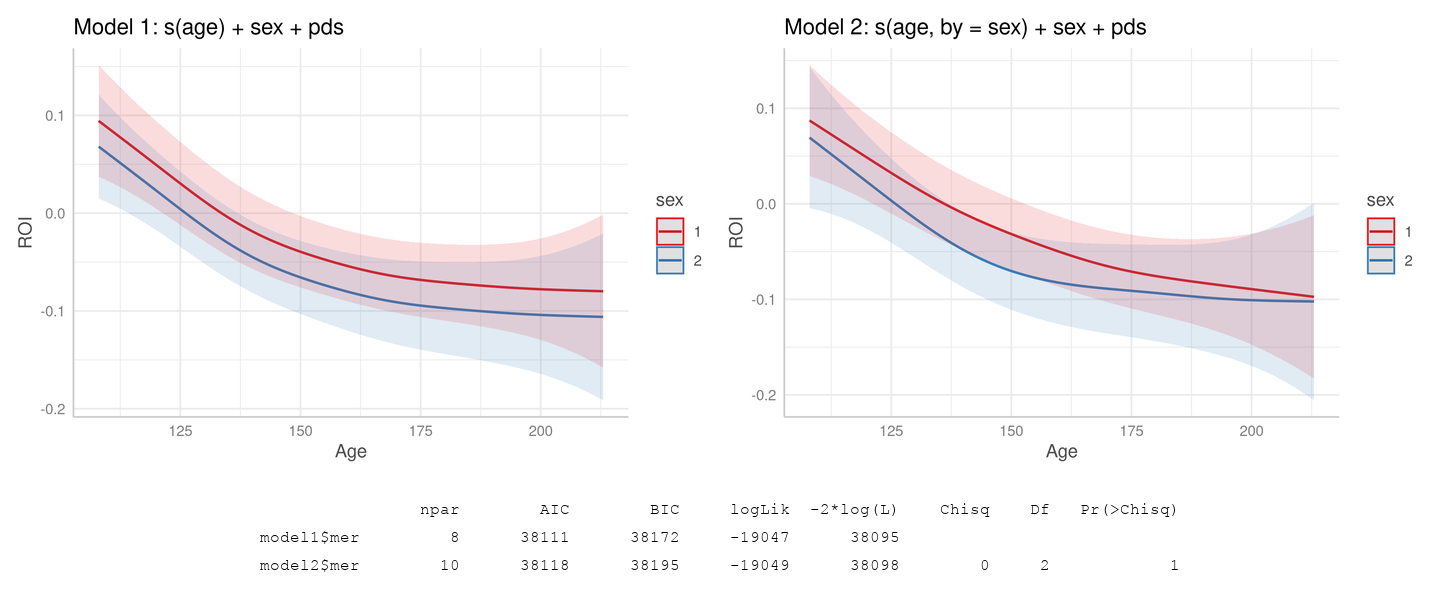 Model 1: s(age) + sex + pds
0.1
0.0
-0.1
-0.2
ROI
125 150 175 200
Age
sex
1
2
Model 2: s(age, by = sex) + sex + pds
0.1
0.0
-0.1
-0.2
ROI
125 150 175 200
Age
sex
1
2
npar AIC BIC logLik -2*log(L) Chisq Df Pr(>Chisq)
model1$mer 8 38111 38172 -19047 38095
model2$mer 10 38118 38195 -19049 38098 0 2 1